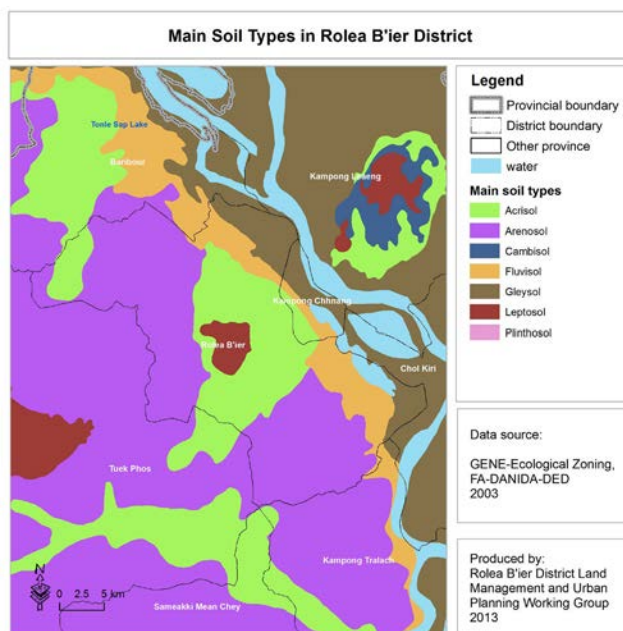 Main Soil Types in Rolea B'ier District
Tonle Sap Lake
Baribour
Kampong Leaeng
Kampong Chhnang
Rolea B'ier
Chol Kiri
Tuek Phos
Kampong Tralach
Sameakki Mean Chey
N
0 2.5 5 km
Legend
Provincial boundary
District boundary
Other province
water
Main soil types
Acrisol
Arenosol
Cambisol
Fluvisol
Gleysol
Leptosol
Plinthosol
Data source:
GENE-Ecological Zoning,
FA-DANIDA-DED
2003
Produced by:
Rolea B'ier District Land
Management and Urban
Planning Working Group
2013